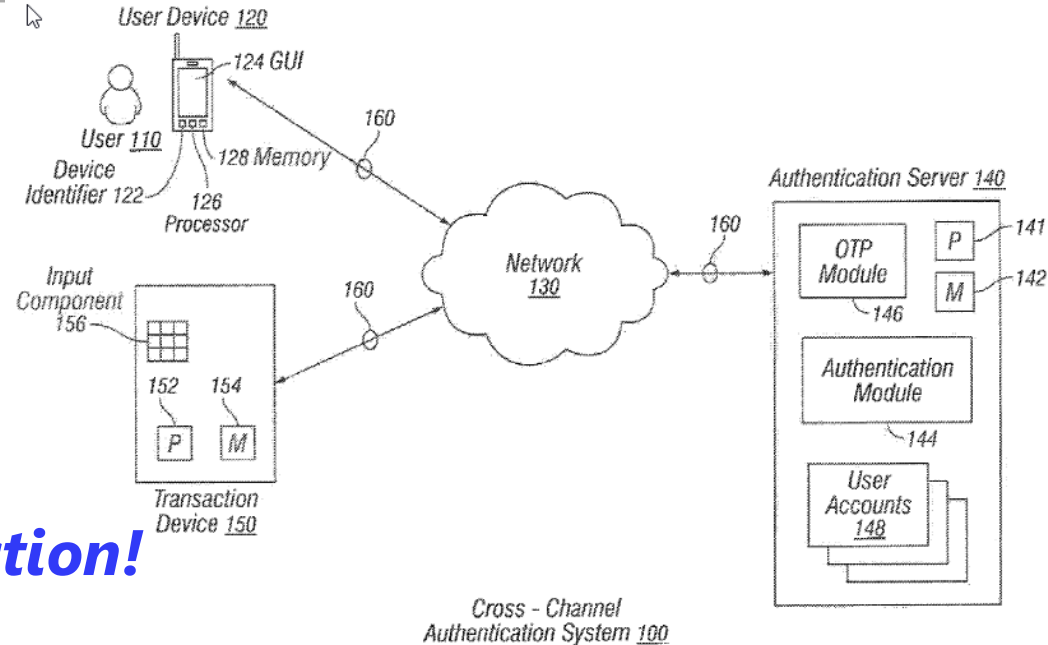 User Device 120
124 GUI
User 110
128 Memory
Device
Identifier 122
126
Processor
160
Authentication Server 140
OTP
Module
146
P
141
M
142
160
Network
130
Input
Component
156
160
152
154
P
M
Transaction
Device 150
Authentication
Module
144
User
Accounts
148
tion!
Cross - Channel
Authentication System 100